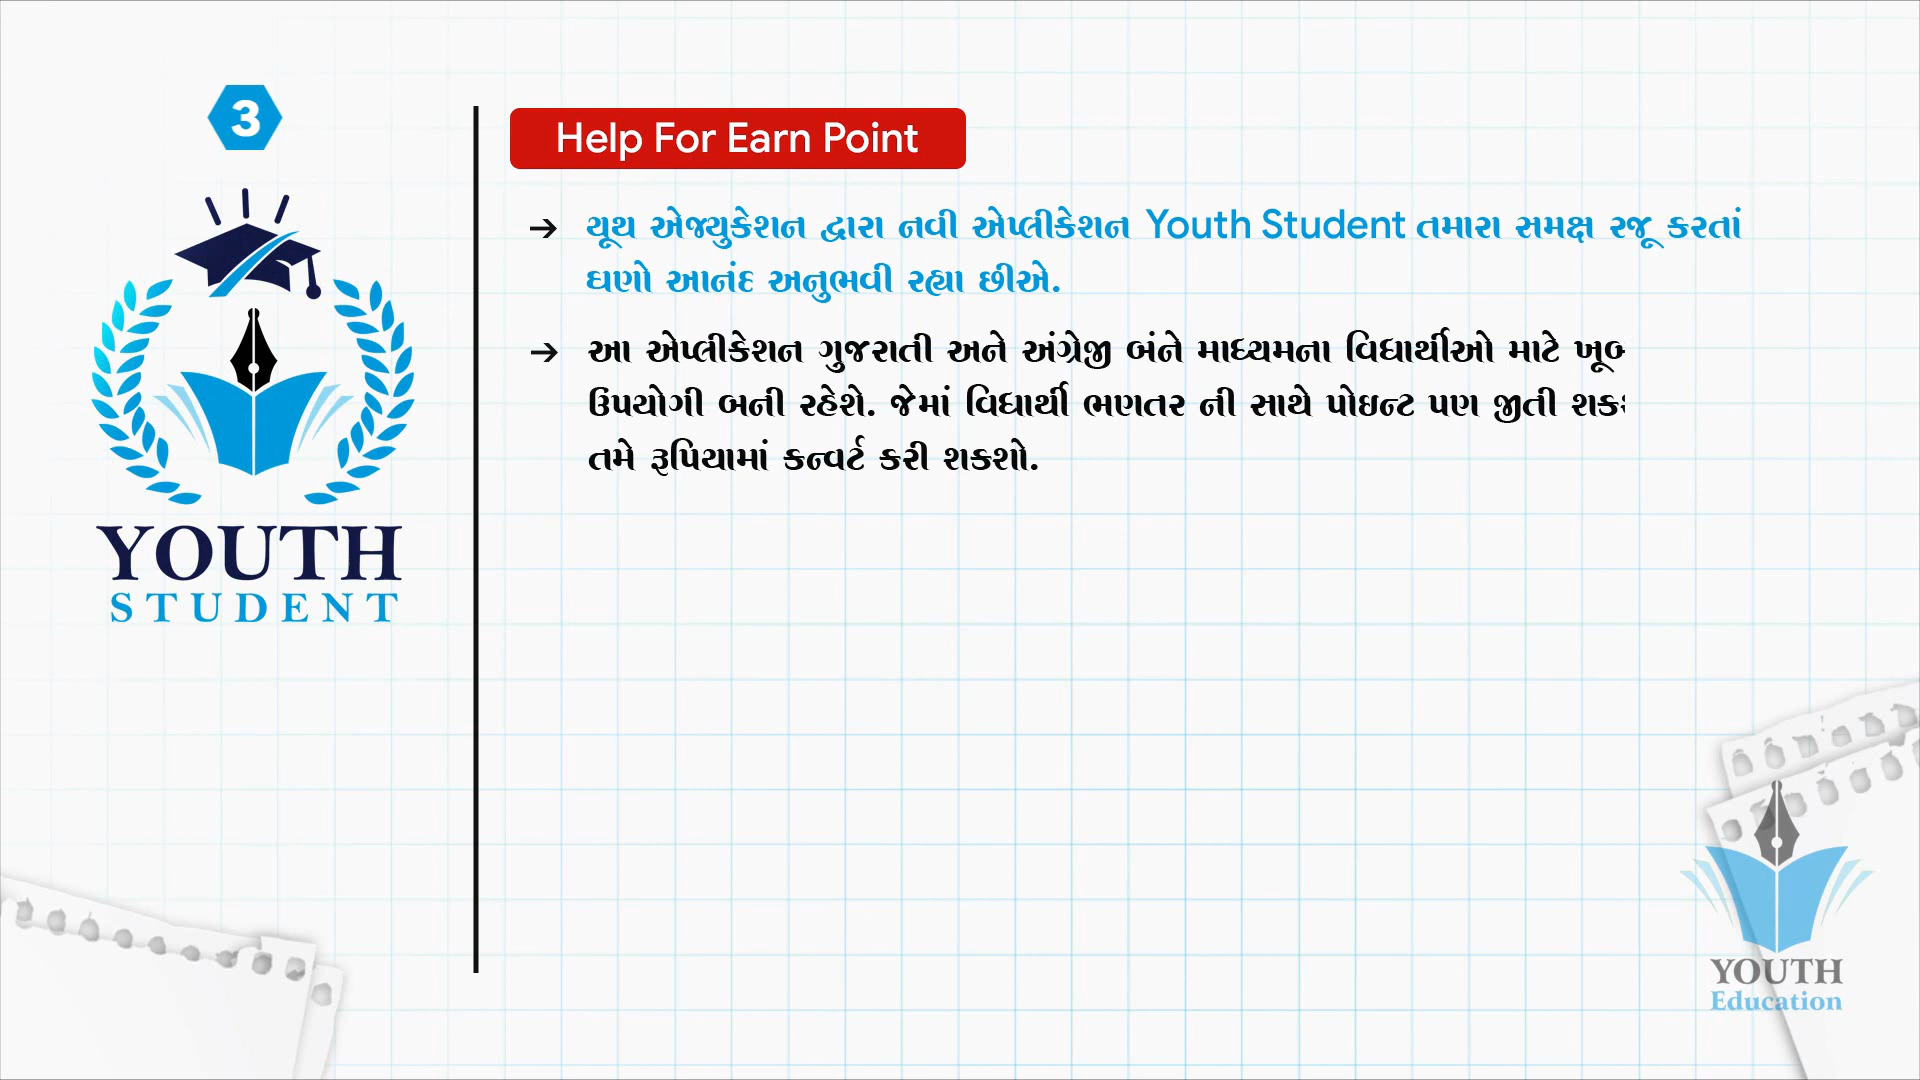 3
YOUTH
STUDENT
Help For Earn Point
→ યૂથ એજ્યુકેશન દ્વારા નવી એપ્લીકેશન Youth Student તમારા સમક્ષ રજૂ કરતાં
ઘણો આનંદ અનુભવી રહ્યા છીએ.
→ આ એપ્લીકેશન ગુજરાતી અને અંગ્રેજી બંને માધ્યમના વિદ્યાર્થીઓ માટે
ઉપયોગી બની રહેશે. જેમાં વિદ્યાર્થી ભણતર ની સાથે પોઇન્ટ પણ જીતી
તમે રૂપિયામાં કન્વર્ટ કરી શકશો.
YOUTH
Education